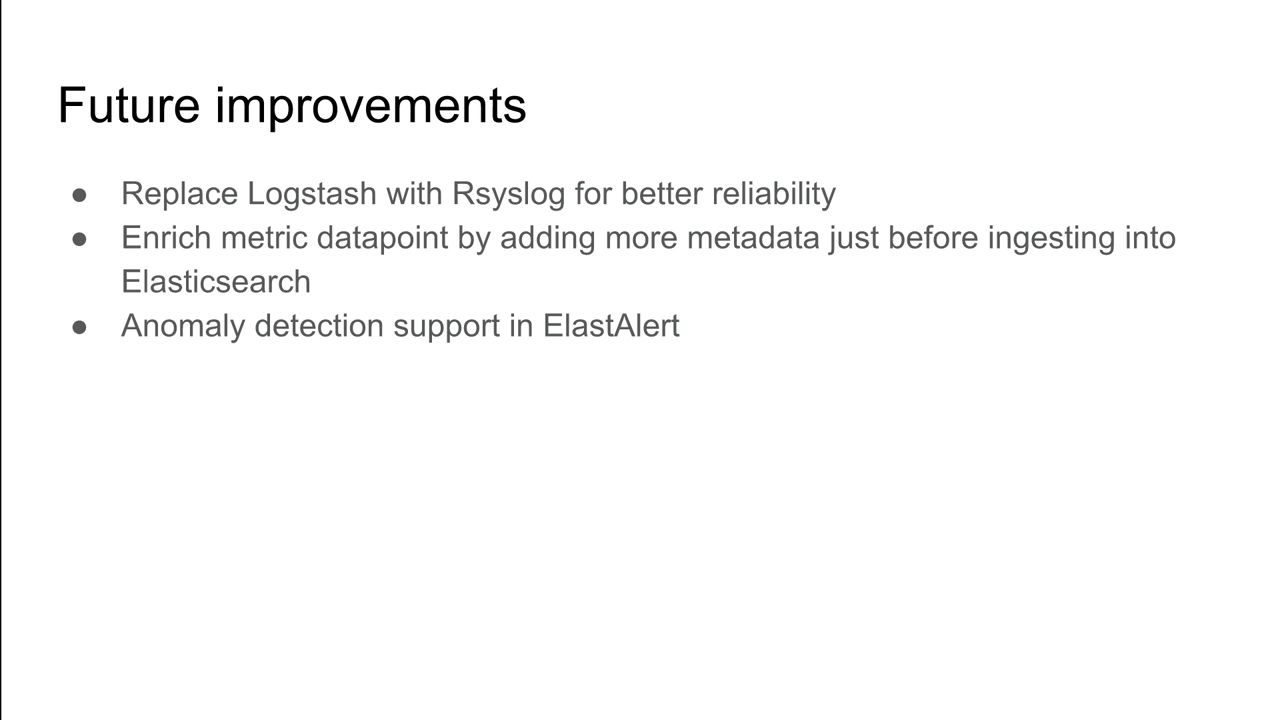 Future improvements
● Replace Logstash with Rsyslog for better reliability
● Enrich metric datapoint by adding more metadata just before ingesting into
Elasticsearch
● Anomaly detection support in ElastAlert